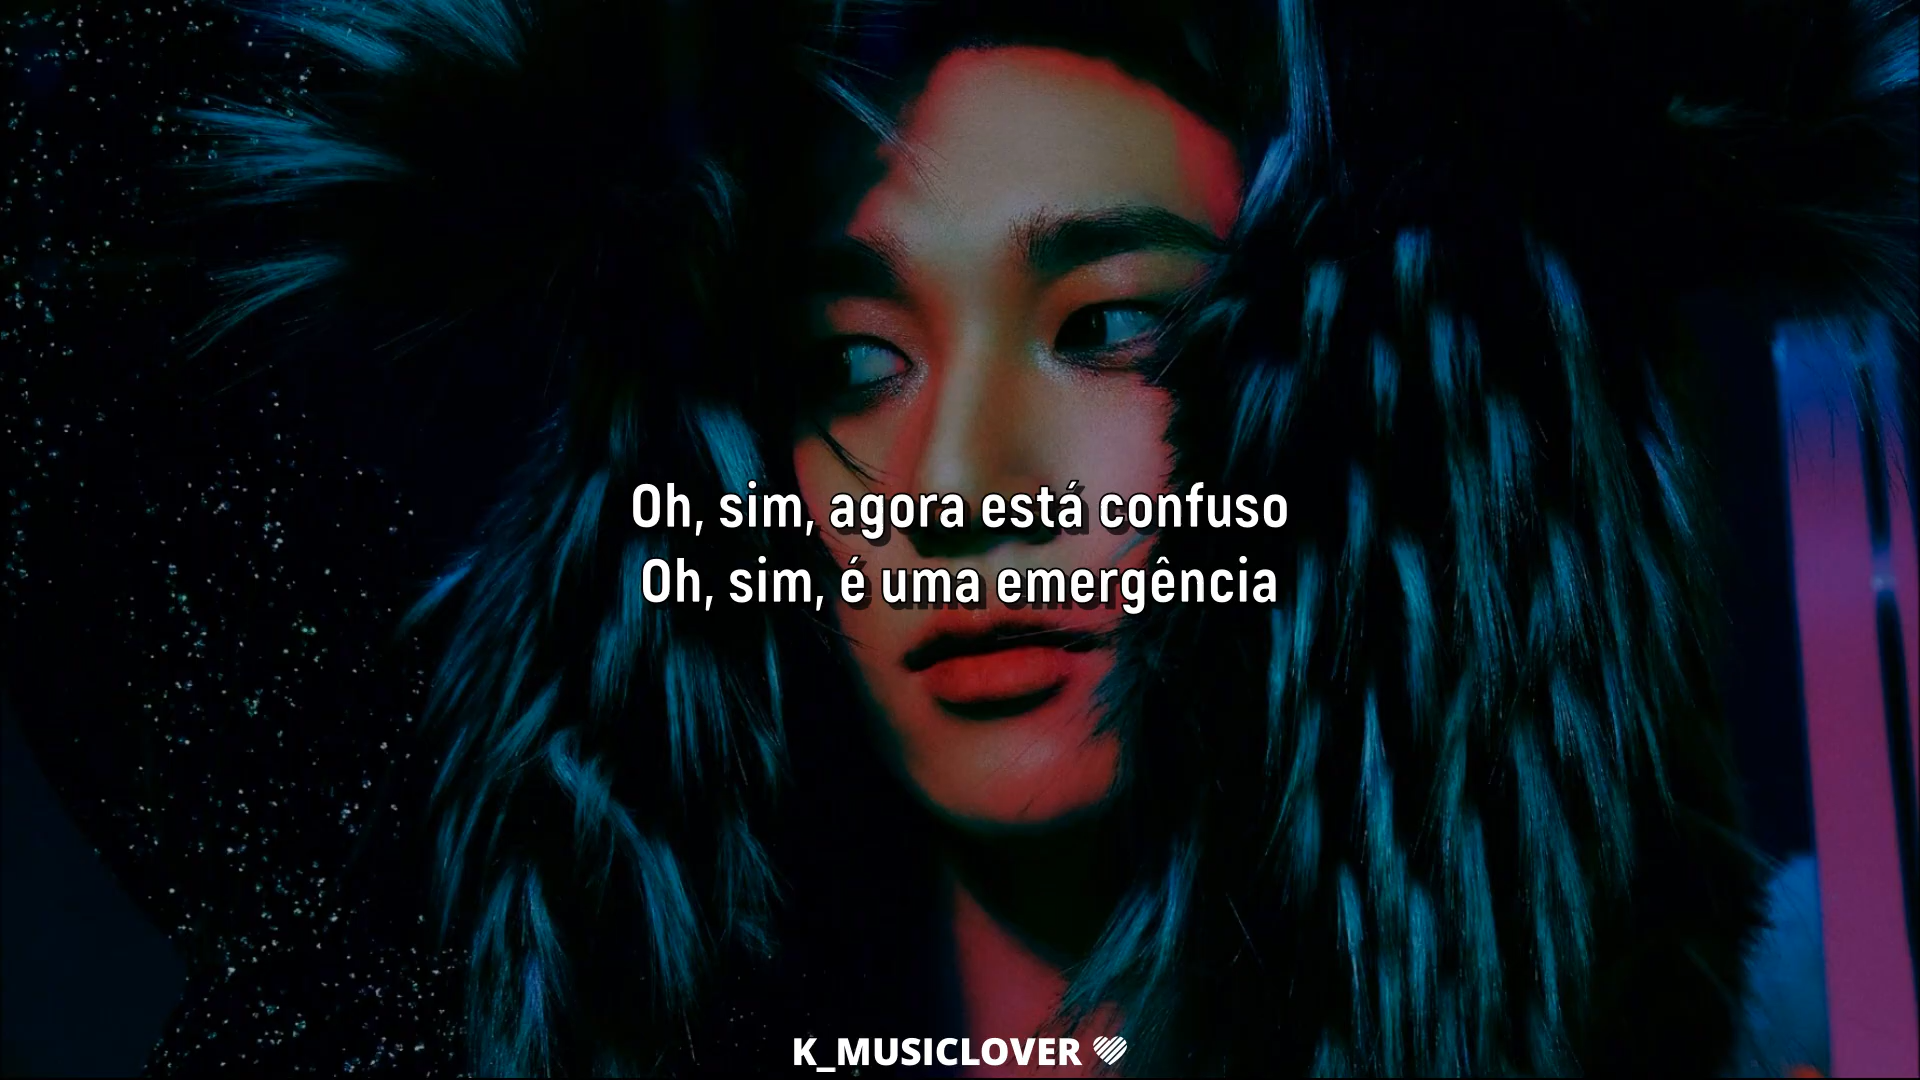 Oh, sim, agora está confuso
Oh, sim, é uma emergência
K_MUSICLOVER